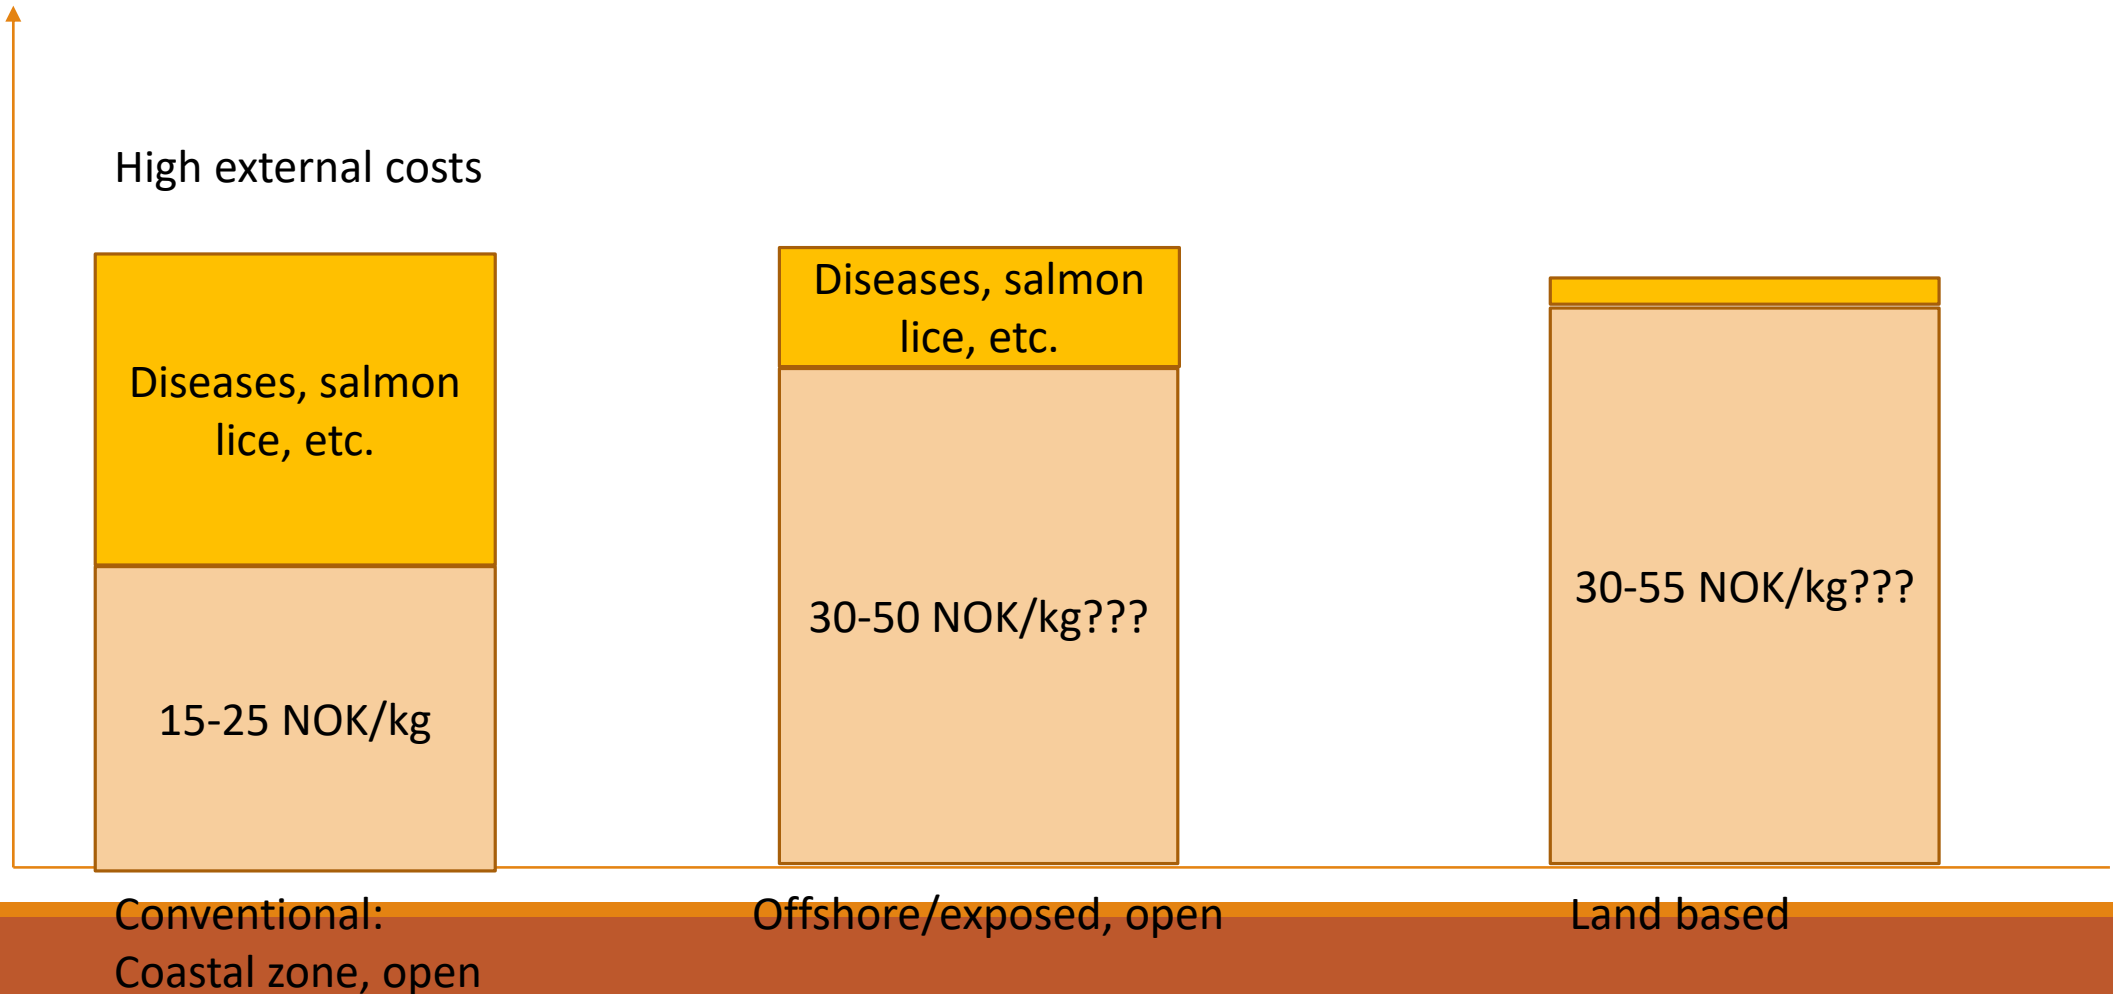 High external costs
Diseases, salmon
lice, etc.
15-25 NOK/kg
Diseases, salmon
lice, etc.
30-50 NOK/kg???
30-55 NOK/kg???
Conventional:
Coastal zone, open
Offshore/exposed, open
Land based